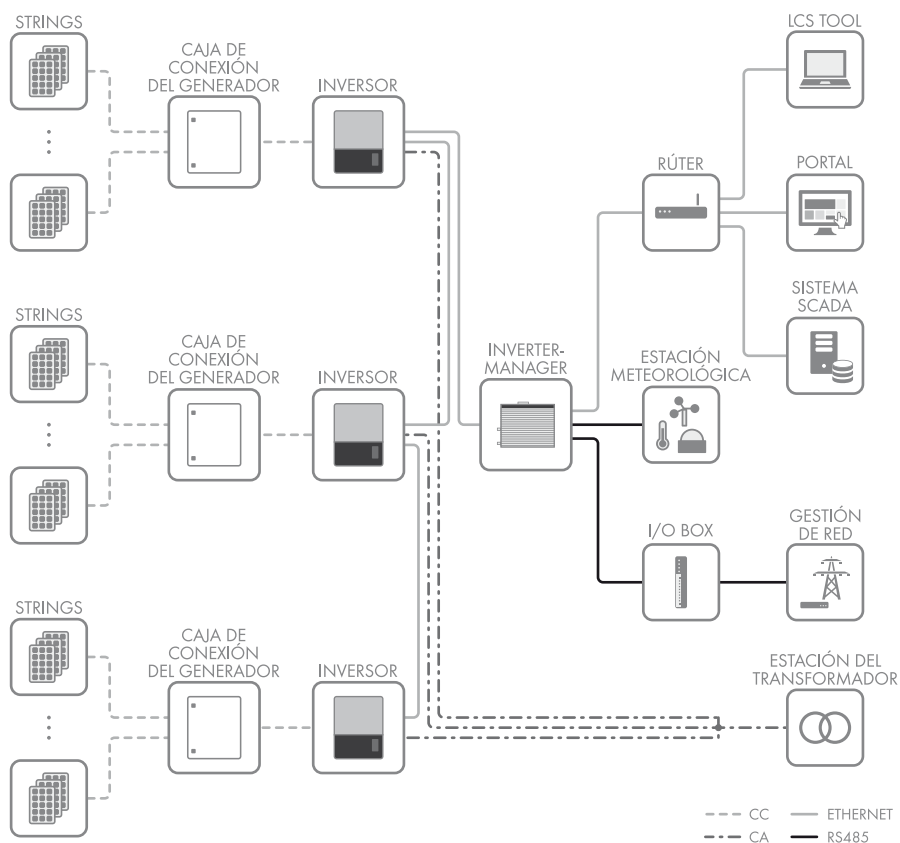 STRINGS
CAJA DE
CONEXIÓN
DEL GENERADOR
INVERSOR
LCS TOOL
RÚTER
PORTAL
SISTEMA
SCADA
STRINGS
CAJA DE
CONEXIÓN
DEL GENERADOR
INVERSOR
INVERTER-
MANAGER
ESTACIÓN
METEOROLÓGICA
I/O BOX
GESTIÓN
DE RED
STRINGS
CAJA DE
CONEXIÓN
DEL GENERADOR
INVERSOR
ESTACIÓN DEL
TRANSFORMADOR
CC
ETHERNET
CA
RS485